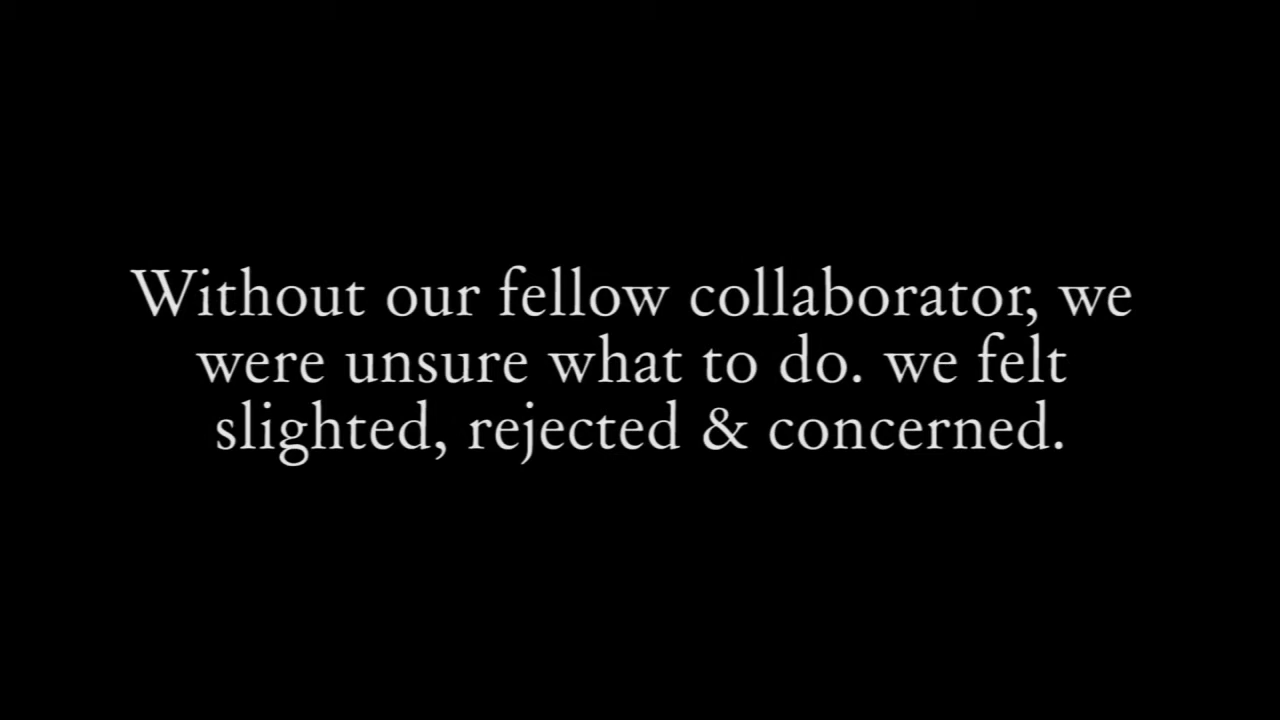 Without our fellow collaborator, we
were unsure what to do. we felt
slighted, rejected & concerned.